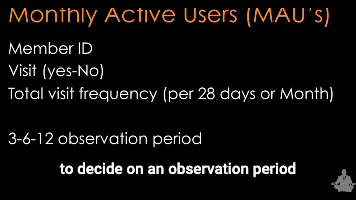 Monthly Active Users (MAU's)
Member ID
Visit (yes-No)
Total visit frequency (per 28 days or Month)
3-6-12 observation period
to decide on an observation period